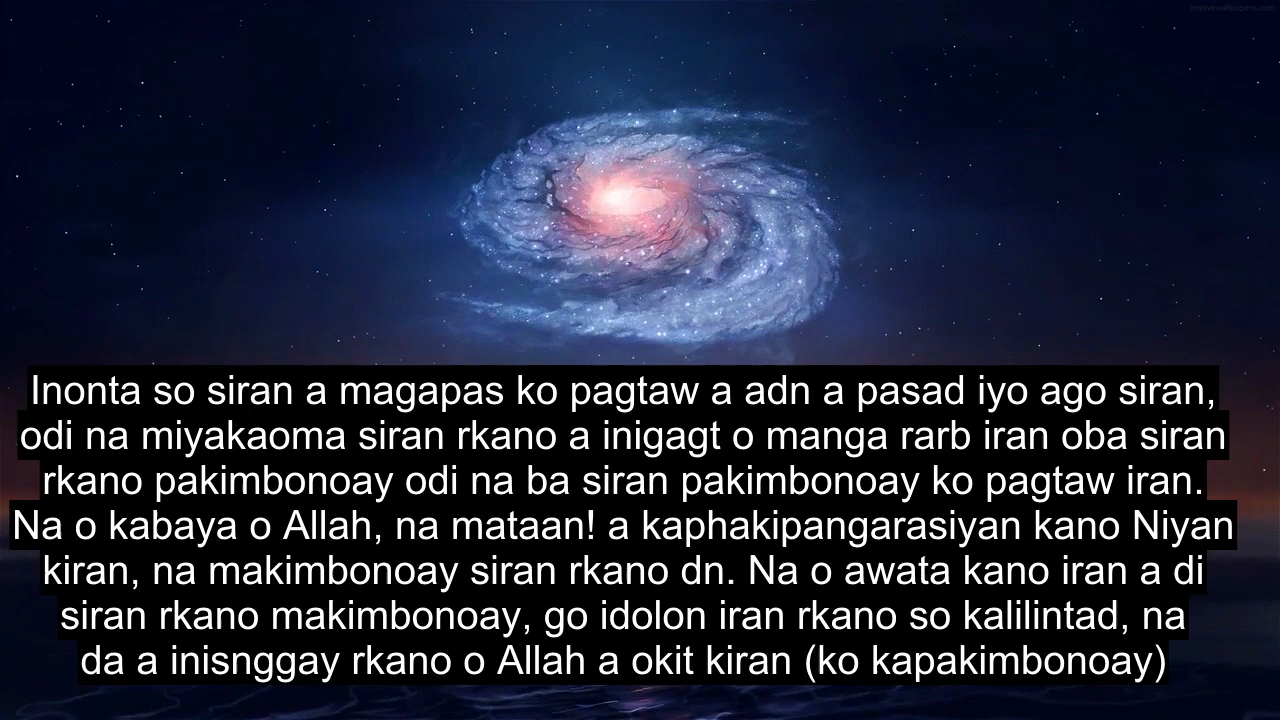 Inonta so siran a magapas ko pagtaw a adn a pasad iyo ago siran,
odi na miyakaoma siran rkano a inigagt o manga rarb iran oba siran
rkano pakimbonoay odi na ba siran pakimbonoay ko pagtaw iran.
Na o kabaya o Allah, na mataan! a kaphakipangarasiyan kano Niyan
kiran, na makimbonoay siran rkano dn. Na o awata kano iran a di
siran rkano makimbonoay, go idolon iran rkano so kalilintad, na
da a inisnggay rkano o Allah a okit kiran (ko kapakimbonoay)